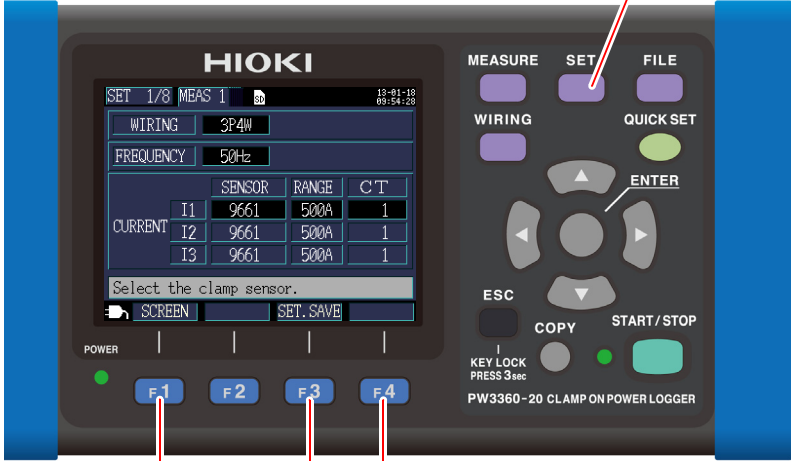 HIOKI
SET 1/8 MEAS 1 SD 13-01-18
09:54:28
WIRING 3P4W
FREQUENCY 50Hz
SENSOR RANGE CT
CURRENT
I1 9661 500A 1
I2 9661 500A 1
I3 9661 500A 1
Select the clamp sensor.
SCREEN SET.SAVE
POWER
F1 F2 F3 F4
MEASURE SET FILE
WIRING QUICK SET
ENTER
ESC
COPY START/STOP
KEY LOCK
PRESS 3sec
PW3360-20 CLAMP ON POWER LOGGER